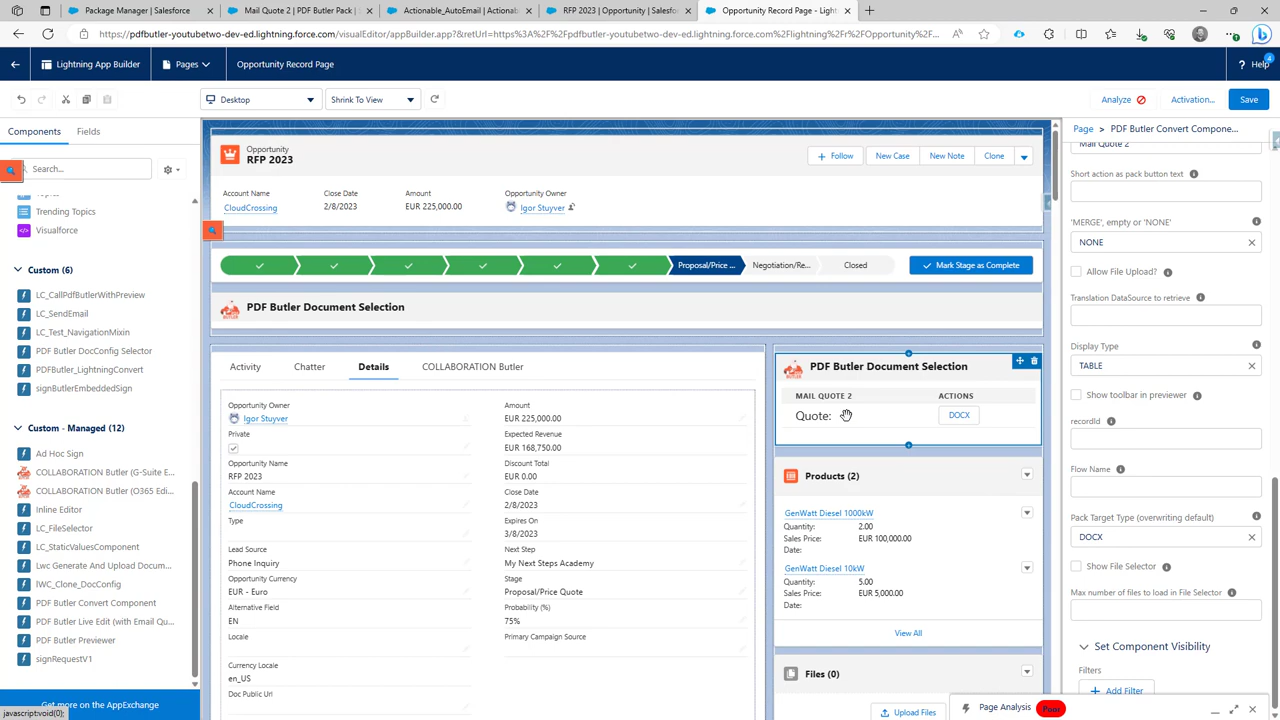 Package Manager | Salesforce
Mail Quote 2 | PDF Butler Pack | S
Actionable_AutoEmail | Actionable
RFP 2023 | Opportunity | Salesfor
Opportunity Record Page - Lightn
https://pdfbutler-youtubetwo-dev-ed.lightning.force.com/visualEditor/appBuilder.app?&retUrl=https%3A%2F%2Fpdfbutler-youtubetwo-dev-ed.lightning.force.com%2Flightning%2Fr%2FOpportunity%2F...
Lightning App Builder
Pages
Opportunity Record Page
? Help
4
Desktop
Shrink To View
Analyze
Activation...
Save
Components
Fields
Search...
Trending Topics
Visualforce
Custom (6)
LC_CallPdfButlerWithPreview
LC_SendEmail
LC_Test_NavigationMixin
PDF Butler DocConfig Selector
PDFButler_LightningConvert
signButlerEmbeddedSign
Custom - Managed (12)
Ad Hoc Sign
COLLABORATION Butler (G-Suite E...
COLLABORATION Butler (O365 Edi...
Inline Editor
LC_FileSelector
LC_StaticValuesComponent
Lwc Generate And Upload Docum...
lWC_Clone_DocConfig
PDF Butler Convert Component
PDF Butler Live Edit (with Email Qu...
PDF Butler Previewer
signRequestV1
Get more on the AppExchange
javascript:void(0);
Opportunity
RFP 2023
+ Follow
New Case
New Note
Clone
Account Name
Close Date
Amount
Opportunity Owner
CloudCrossing
2/8/2023
EUR 225,000.00
Igor Stuyver
Proposal/Price ...
Negotiation/Re...
Closed
Mark Stage as Complete
PDF Butler Document Selection
Activity
Chatter
Details
COLLABORATION Butler
Opportunity Owner
Igor Stuyver
Private
Opportunity Name
RFP 2023
Account Name
CloudCrossing
Type
Lead Source
Phone Inquiry
Opportunity Currency
EUR - Euro
Alternative Field
EN
Locale
Currency Locale
en_US
Doc Public Url
Amount
EUR 225,000.00
Expected Revenue
EUR 168,750.00
Discount Total
EUR 0.00
Close Date
2/8/2023
Expires On
3/8/2023
Next Step
My Next Steps Academy
Stage
Proposal/Price Quote
Probability (%)
75%
Primary Campaign Source
PDF Butler Document Selection
MAIL QUOTE 2
ACTIONS
Quote:
DOCX
Products (2)
GenWatt Diesel 1000kW
Quantity:
2.00
Sales Price:
EUR 100,000.00
Date:
GenWatt Diesel 10kW
Quantity:
5.00
Sales Price:
EUR 5,000.00
Date:
View All
Files (0)
Upload Files
Page > PDF Butler Convert Compone...
Mail Quote 2
Short action as pack button text
'MERGE', empty or 'NONE'
NONE
Allow File Upload?
Translation DataSource to retrieve
Display Type
TABLE
Show toolbar in previewer
recordId
Flow Name
Pack Target Type (overwriting default)
DOCX
Show File Selector
Max number of files to load in File Selector
Set Component Visibility
Filters
+ Add Filter
Page Analysis
Poor